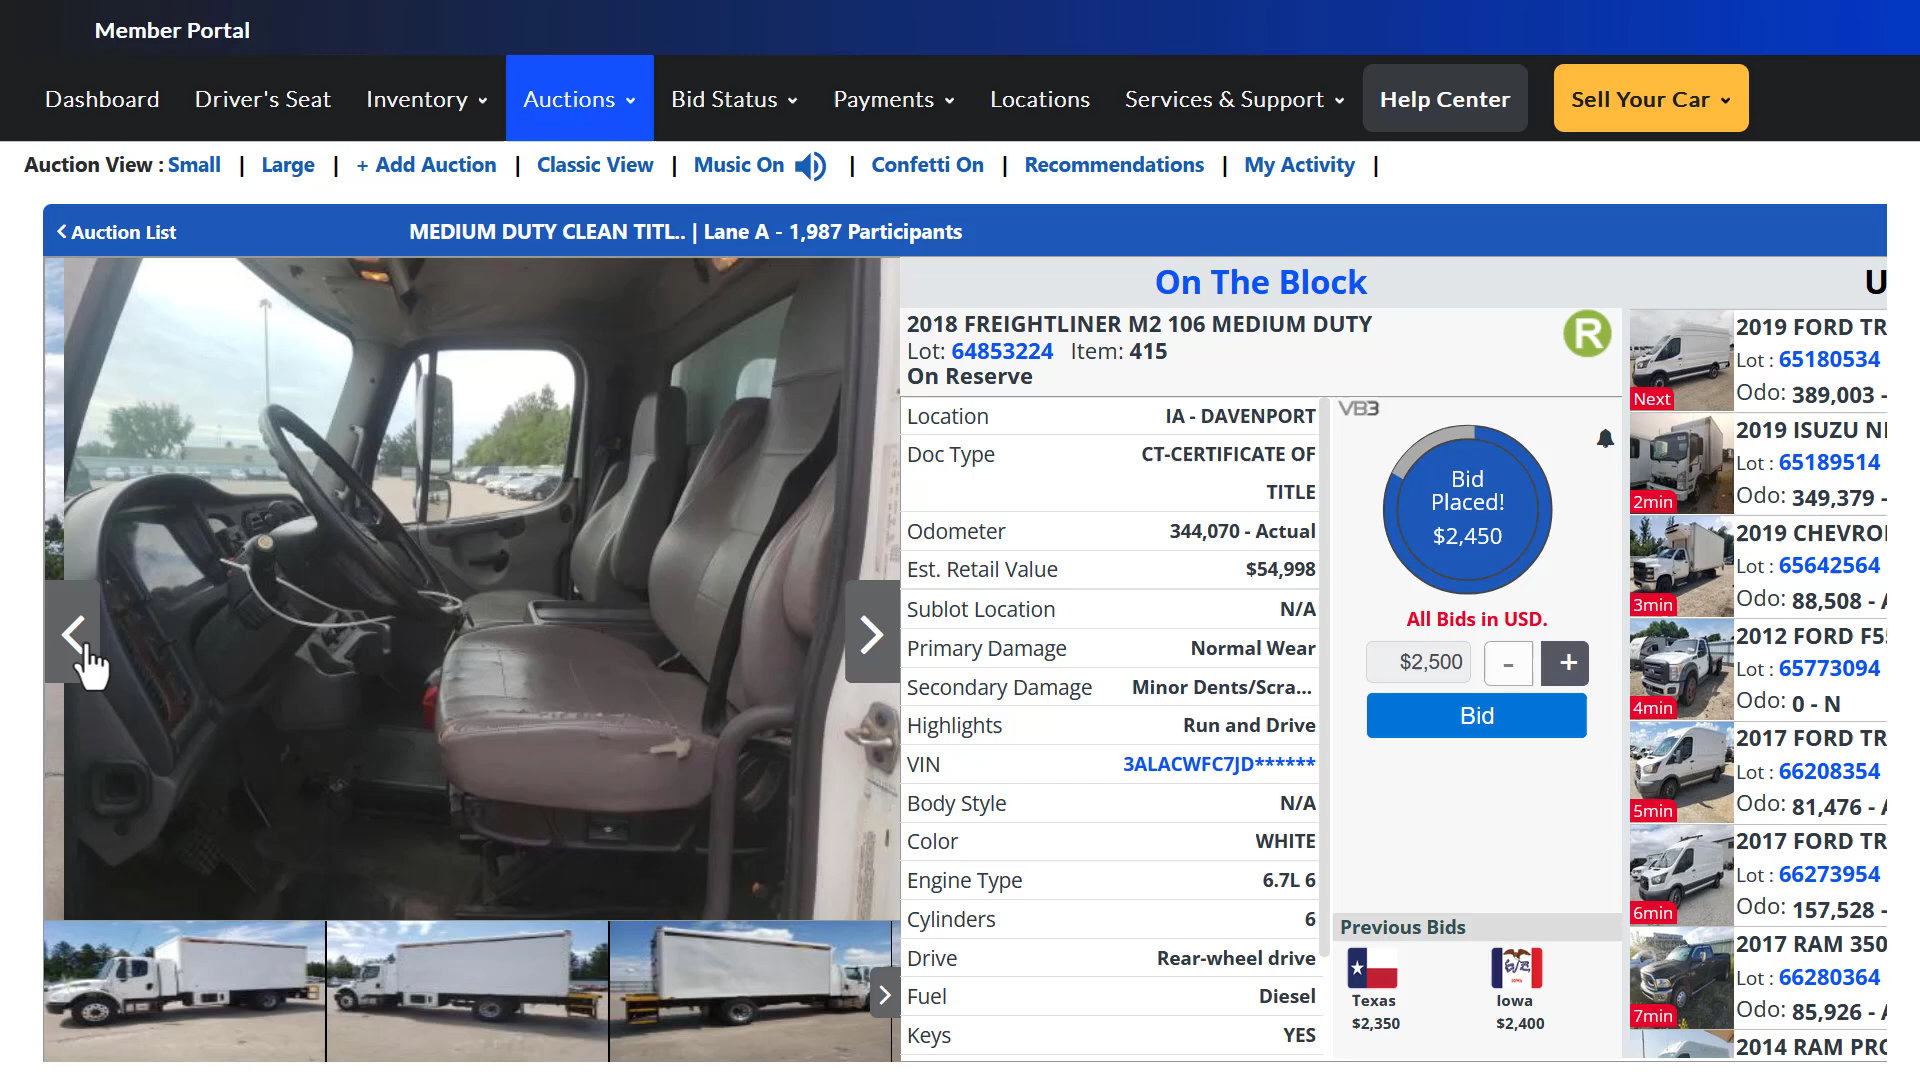 Member Portal
Dashboard Driver's Seat Inventory Auctions Bid Status Payments Locations Services & Support Help Center Sell Your Car
Auction View : Small | Large | + Add Auction | Classic View | Music On | Confetti On | Recommendations | My Activity |
Auction List MEDIUM DUTY CLEAN TITL.. | Lane A - 1,987 Participants
On The Block
U
2018 FREIGHTLINER M2 106 MEDIUM DUTY
Lot: 64853224 Item: 415
On Reserve
R
Location IA - DAVENPORT
Doc Type CT-CERTIFICATE OF
TITLE
Odometer 344,070 - Actual
Est. Retail Value $54,998
Sublot Location N/A
Primary Damage Normal Wear
Secondary Damage Minor Dents/Scra...
Highlights Run and Drive
VIN 3ALACWFC7JD******
Body Style N/A
Color WHITE
Engine Type 6.7L 6
Cylinders 6
Drive Rear-wheel drive
Fuel Diesel
Keys YES
VB3
Bid
Placed!
$2,450
All Bids in USD.
$2,500 - +
Bid
Previous Bids
Texas
$2,350
Iowa
$2,400
2019 FORD TR
Lot : 65180534
Odo: 389,003 -
Next
2019 ISUZU N
Lot : 65189514
Odo: 349,379 -
2min
2019 CHEVRO
Lot : 65642564
Odo: 88,508 - A
3min
2012 FORD F5
Lot : 65773094
Odo: 0 - N
4min
2017 FORD TR
Lot : 66208354
Odo: 81,476 - A
5min
2017 FORD TR
Lot : 66273954
Odo: 157,528 -
6min
2017 RAM 350
Lot : 66280364
Odo: 85,926 - A
7min
2014 RAM PRO